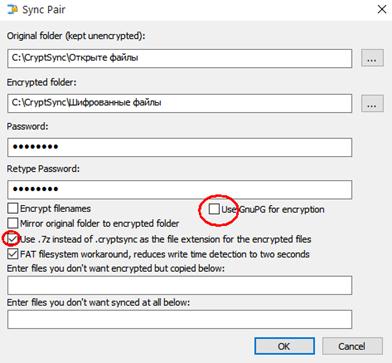 Sync Pair
Original folder (kept unencrypted):
C:\CryptSync\Открыте файлы
...
Encrypted folder:
C:\CryptSync\Шифрованные файлы
...
Password:
●●●●●●●●
Retype Password:
●●●●●●●●
Encrypt filenames
Use GnuPG for encryption
Mirror original folder to encrypted folder
Use .7z instead of .cryptsync as the file extension for the encrypted files
FAT filesystem workaround, reduces write time detection to two seconds
Enter files you don't want encrypted but copied below:
Enter files you don't want synced at all below:
OK
Cancel